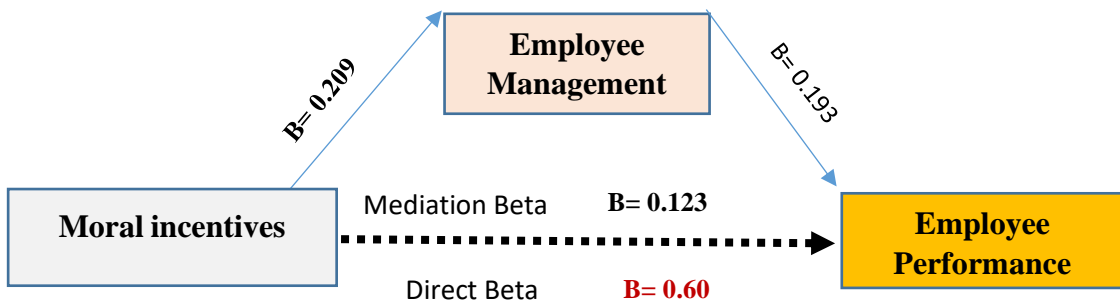 Employee
Management
B= 0.209
B= 0.193
Moral incentives
Mediation Beta B= 0.123
Employee
Performance
Direct Beta B= 0.60